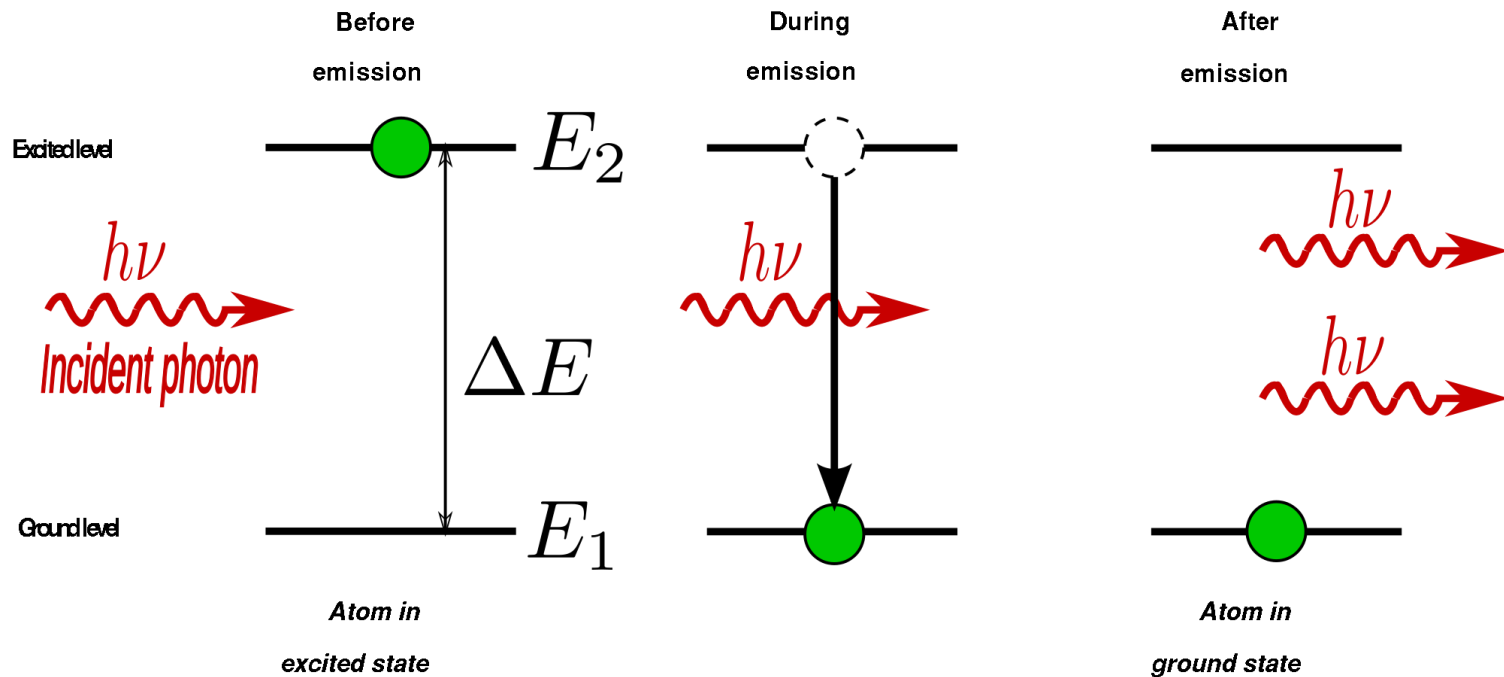 Before
emission
During
emission
After
emission
Excited level
E₂
hν
Incident photon
ΔE
hν
hν
hν
Ground level
E₁
Atom in
excited state
Atom in
ground state